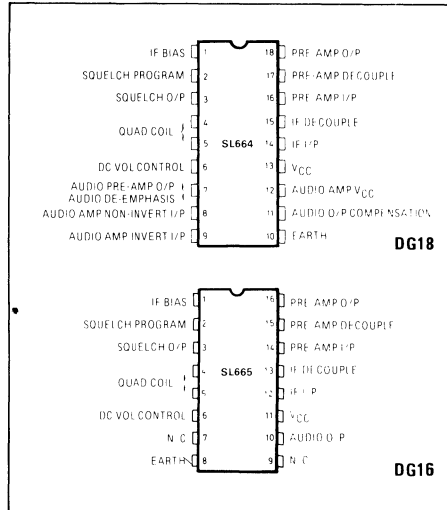 IF BIAS 1 18 PRE-AMP O/P
SQUELCH PROGRAM 2 17 PRE-AMP DECOUPLE
SQUELCH O/P 3 16 PRE-AMP I/P
4 15 IF DECOUPLE
QUAD COIL SL664
5 14 IF I/P
DC VOL CONTROL 6 13 VCC
AUDIO PRE-AMP O/P
AUDIO DE-EMPHASIS 7 12 AUDIO AMP VCC
AUDIO AMP NON-INVERT I/P 8 11 AUDIO O/P COMPENSATION
AUDIO AMP INVERT I/P 9 10 EARTH
DG18
IF BIAS 1 16 PRE-AMP O/P
SQUELCH PROGRAM 2 15 PRE-AMP DECOUPLE
SQUELCH O/P 3 14 PRE-AMP I/P
SL665
4 13 IF DECOUPLE
QUAD COIL
5 12 IF I/P
DC VOL CONTROL 6 11 VCC
N/C 7 10 AUDIO O/P
EARTH 8 9 N/C
DG16